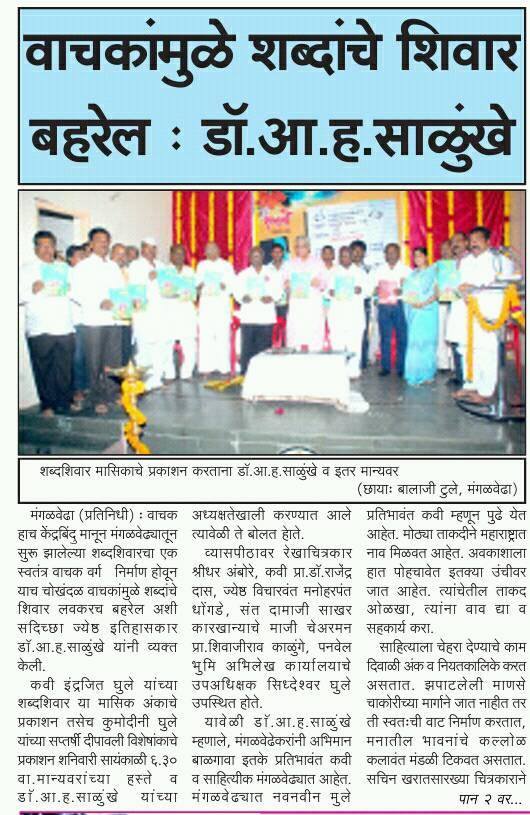 वाचकांमुळे शब्दांचे शिवार
बहरेल : डॉ.आ.ह.साळुंखे
शब्दशिवार मासिकाचे प्रकाशन करताना डॉ.आ.ह.साळुंखे व इतर मान्यवर
(छायाः बालाजी टुले, मंगळवेढा)
मंगळवेढा (प्रतिनिधी) : वाचक
हाच केंद्रबिंदु मानून मंगळवेढ्यातून
सुरू झालेल्या शब्दशिवारचा एक
स्वतंत्र वाचक वर्ग निर्माण होवून
याच चोखंदळ वाचकांमुळे शब्दांचे
शिवार लवकरच बहरेल अशी
सदिच्छा ज्येष्ठ इतिहासकार
डॉ.आ.ह.साळुंखे यांनी व्यक्त
केली.
कवी इंद्रजित घुले यांच्या
शब्दशिवार या मासिक अंकाचे
प्रकाशन तसेच कुमोदीनी घुले
यांच्या सप्तर्षी दीपावली विशेषांकाचे
प्रकाशन शनिवारी सायंकाळी ६.३०
वा.मान्यवरांच्या हस्ते व
डॉ.आ.ह.साळुंखे यांच्या
अध्यक्षतेखाली करण्यात आले
त्यावेळी ते बोलत होते.
व्यासपीठावर रेखाचित्रकार
श्रीधर अंबोरे, कवी प्रा.डॉ.राजेंद्र
दास, ज्येष्ठ विचारवंत मनोहरपंत
धोंगडे, संत दामाजी साखर
कारखान्याचे माजी चेअरमन
प्रा.शिवाजीराव काळुंगे, पनवेल
भुमि अभिलेख कार्यालयाचे
उपअधिक्षक सिध्देश्वर घुले
उपस्थित होते.
यावेळी डॉ.आ.ह.साळुंखे
म्हणाले, मंगळवेढेकरांनी अभिमान
बाळगावा इतके प्रतिभावंत कवी
व साहित्यीक मंगळवेढ्यात आहेत.
मंगळवेढ्यात नवनवीन मुले
प्रतिभावंत कवी म्हणून पुढे येत
आहेत. मोठ्या ताकदीने महाराष्ट्रात
नाव मिळवत आहेत. अवकाशाला
हात पोहचावेत इतक्या उंचीवर
जात आहेत. त्यांचेतील ताकद
ओळखा, त्यांना वाव द्या व
सहकार्य करा.
साहित्याला चेहरा देण्याचे काम
दिवाळी अंक व नियतकालिके करत
असतात. झपाटलेली माणसे
चाकोरीच्या मार्गाने जात नाहीत तर
ती स्वतःची वाट निर्माण करतात,
मनातील भावनांचे कल्लोळ
कलावंत मंडळी टिकवत असतात.
सचिन खरातसारख्या चित्रकाराने
पान २ वर...